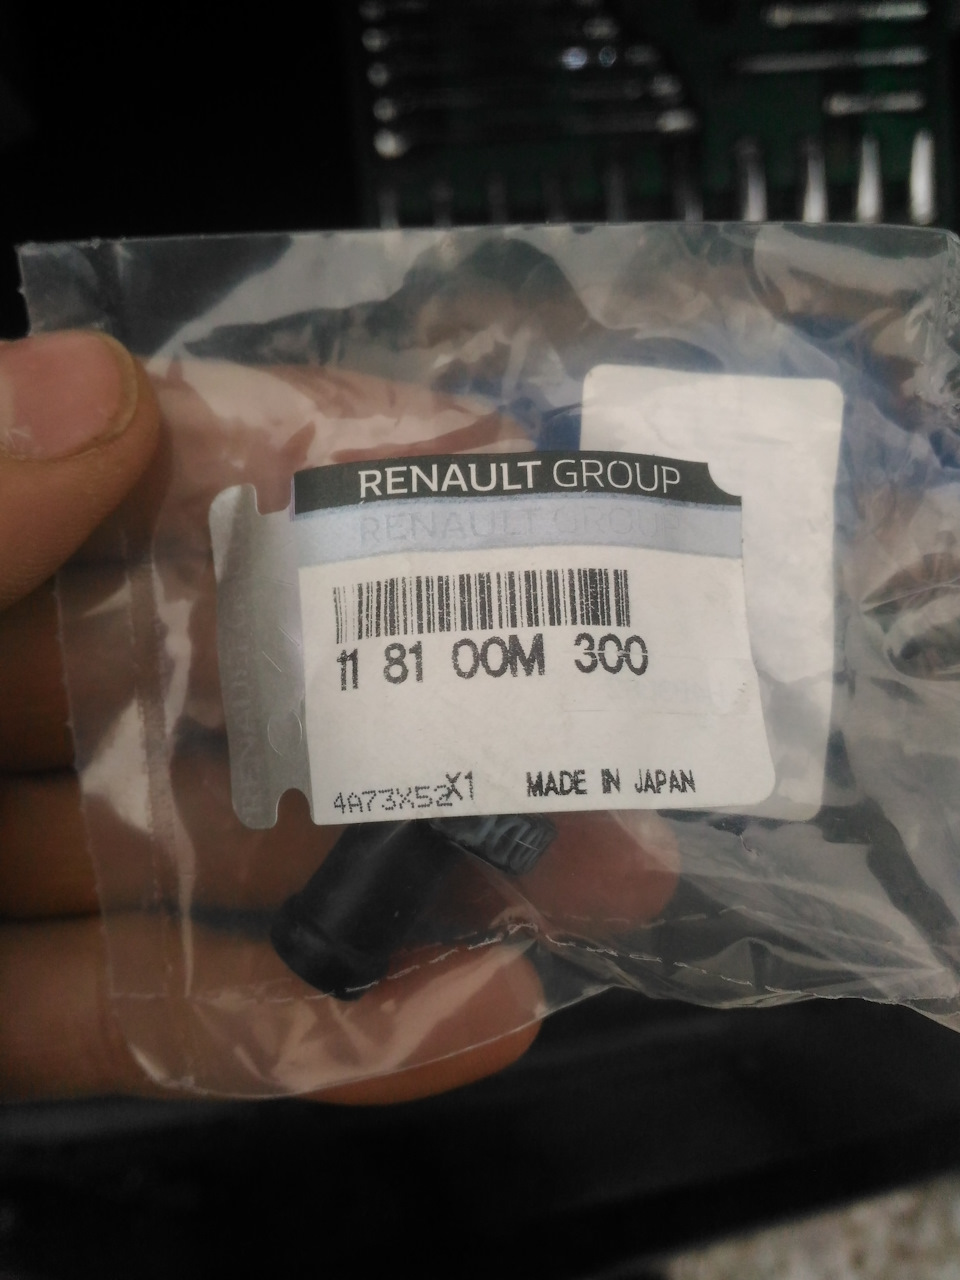 RENAULT GROUP
RENAULT GROUP
11 81 00M 300
4A73X52X1 MADE IN JAPAN